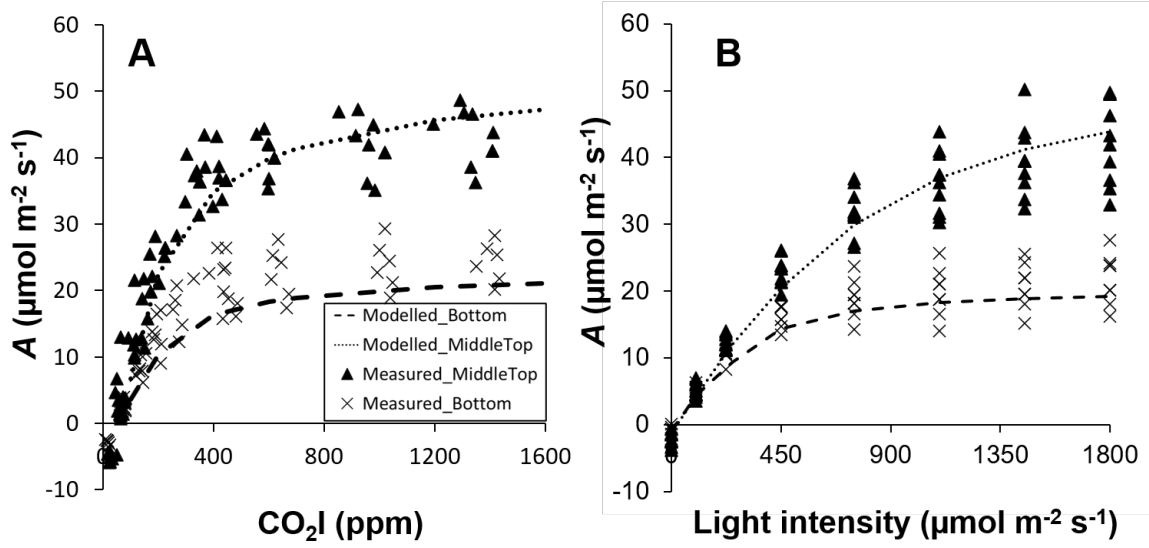 A
60
50
40
30
20
10
0
-10
A (µmol m-2 s-1)
0 400 800 1200 1600
CO2I (ppm)
Modelled_Bottom
Modelled_MiddleTop
Measured_MiddleTop
Measured_Bottom
B
60
50
40
30
20
10
0
-10
A (µmol m-2 s-1)
0 450 900 1350 1800
Light intensity (µmol m-2 s-1)